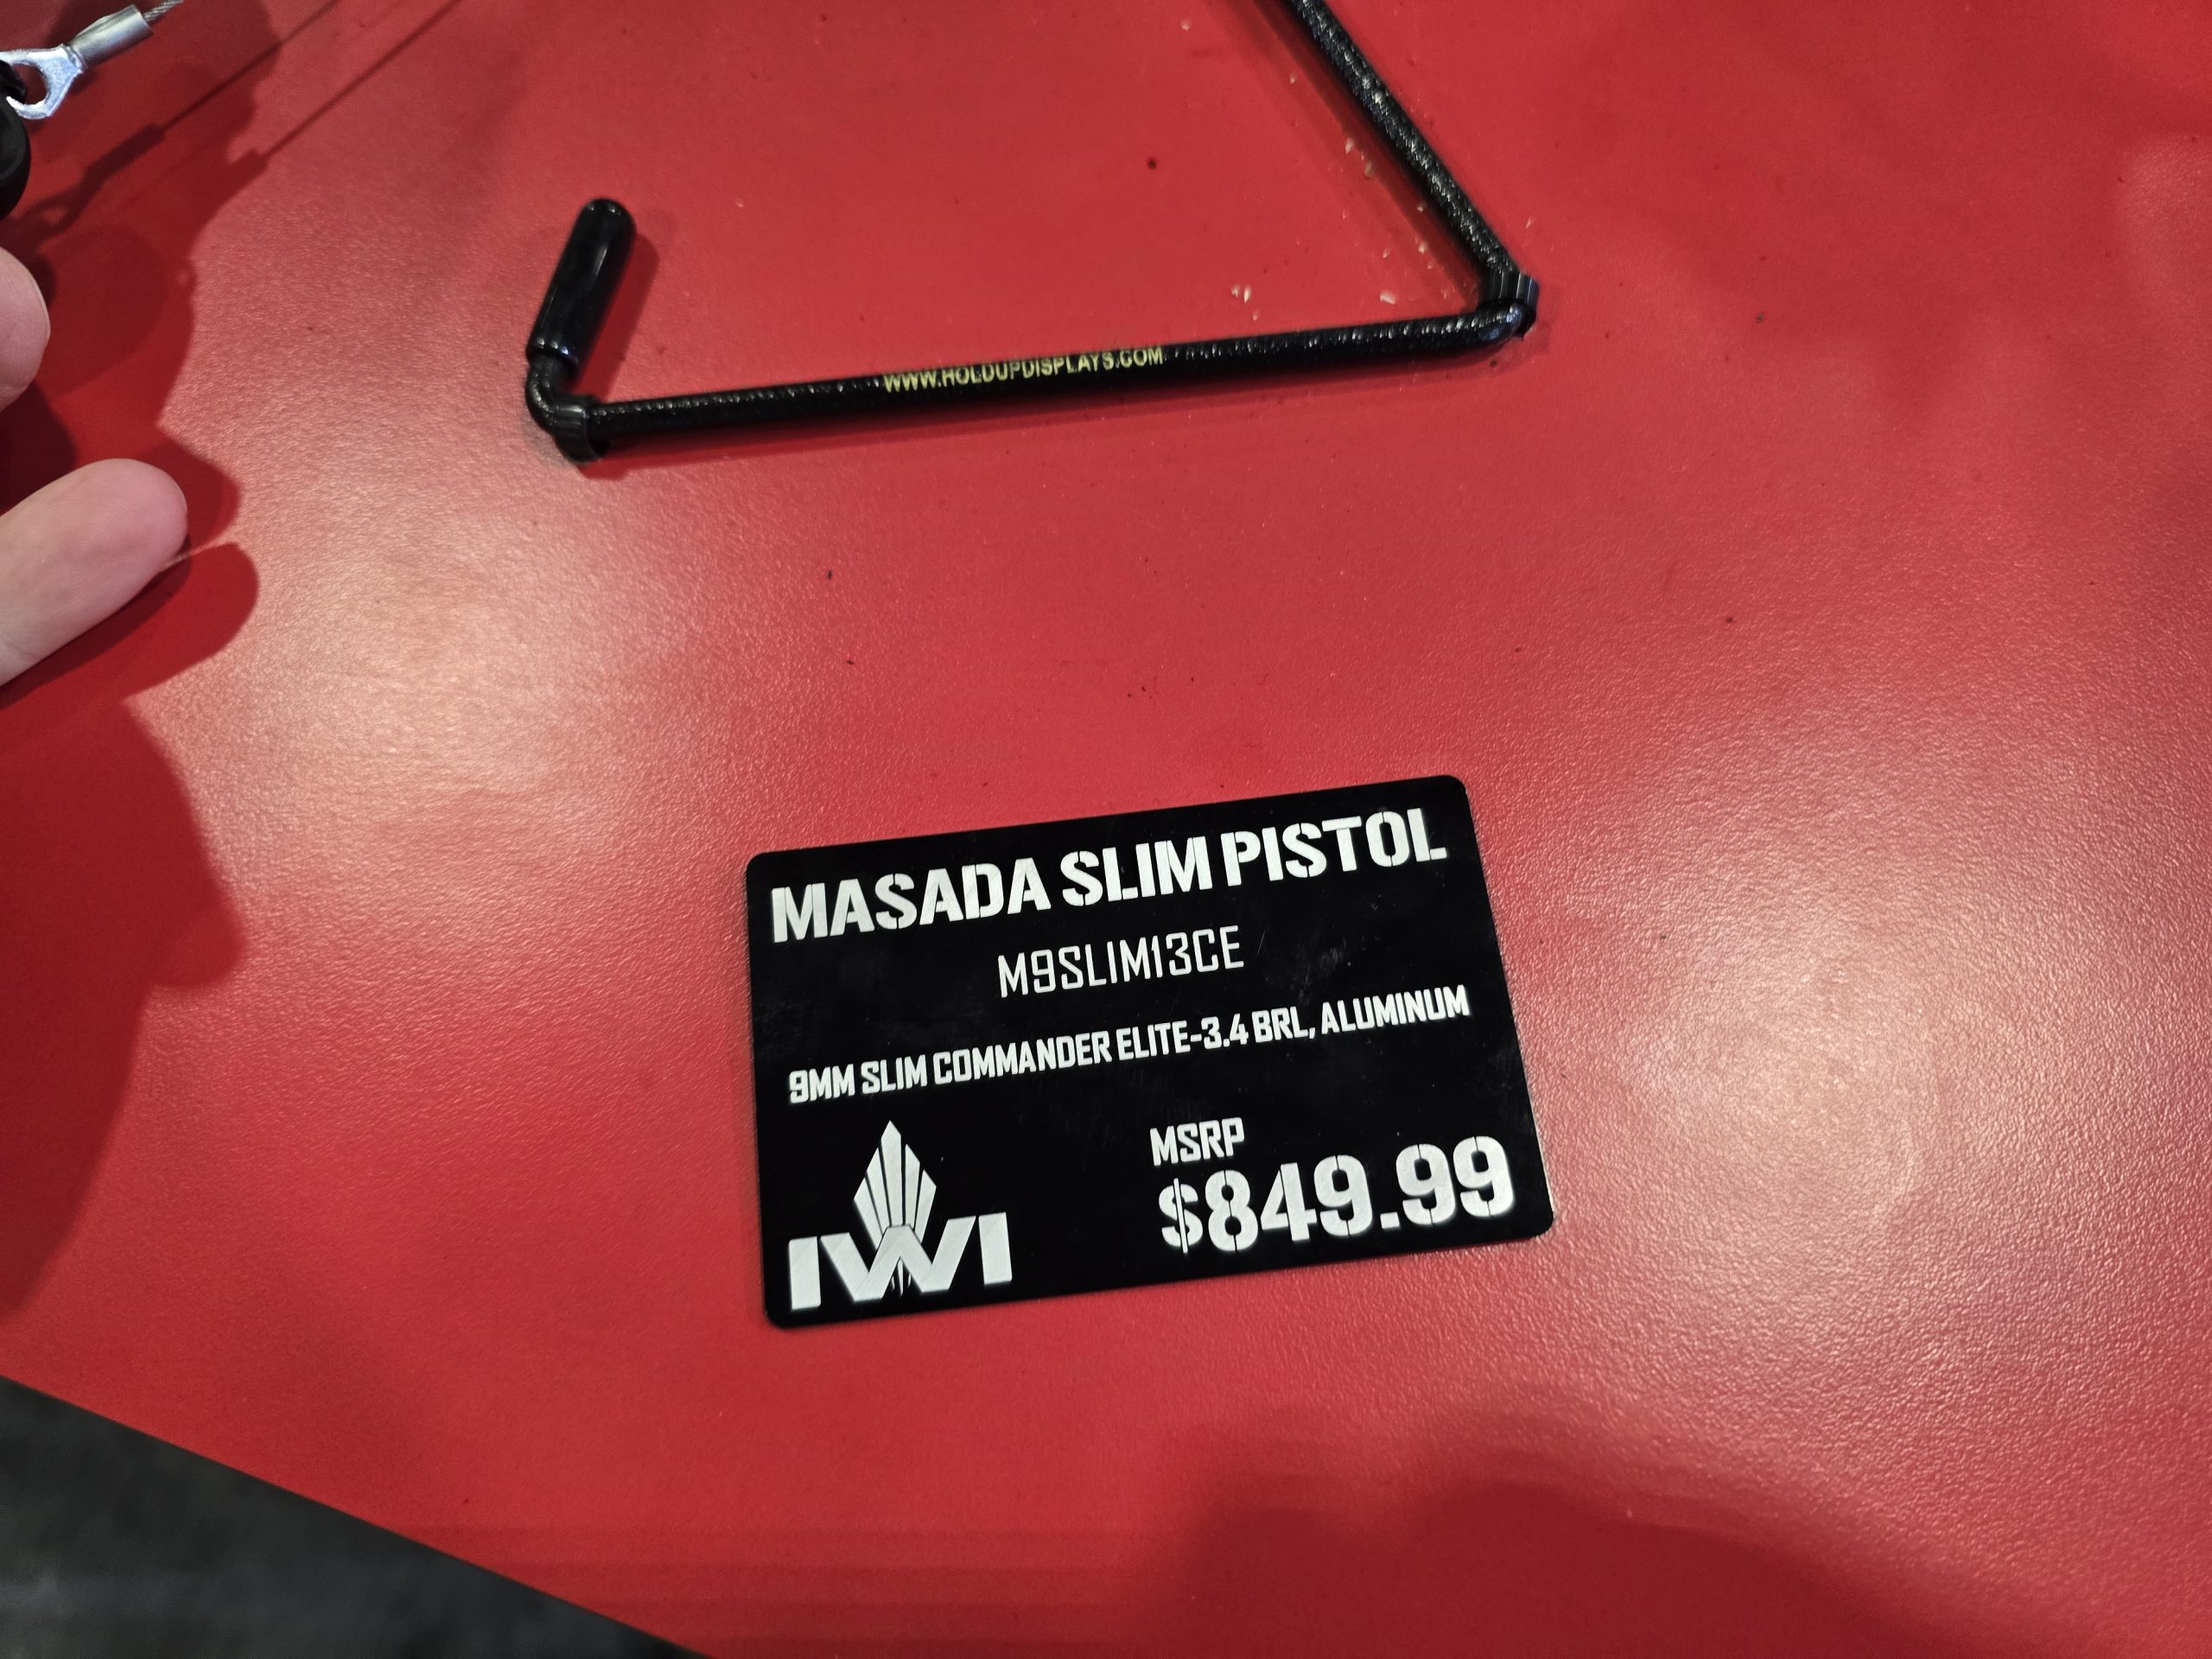 WWW.HOLDUPDISPLAYS.COM
MASADA SLIM PISTOL
M9SLIM13CE
9MM SLIM COMMANDER ELITE-3.4 BRL, ALUMINUM
MSRP
$849.99
IWI